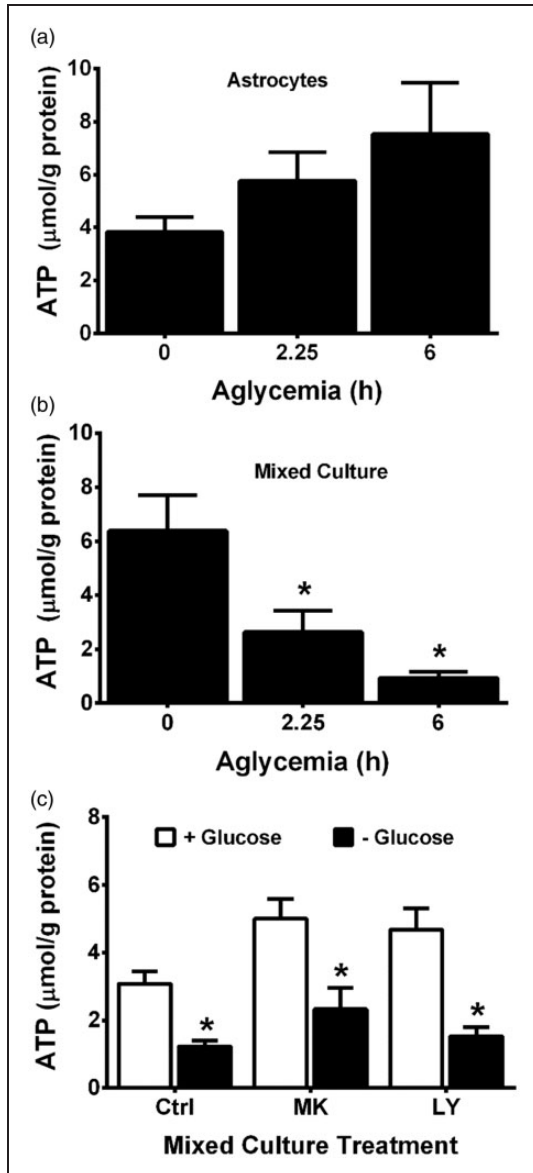 (a)
Astrocytes
ATP (μmol/g protein)
10
8
6
4
2
0
0 2.25 6
Aglycemia (h)
(b)
Mixed Culture
ATP (μmol/g protein)
10
8
6
4
2
0
* *
0 2.25 6
Aglycemia (h)
(c)
+ Glucose - Glucose
ATP (μmol/g protein)
8
6
4
2
0
* * *
Ctrl MK LY
Mixed Culture Treatment